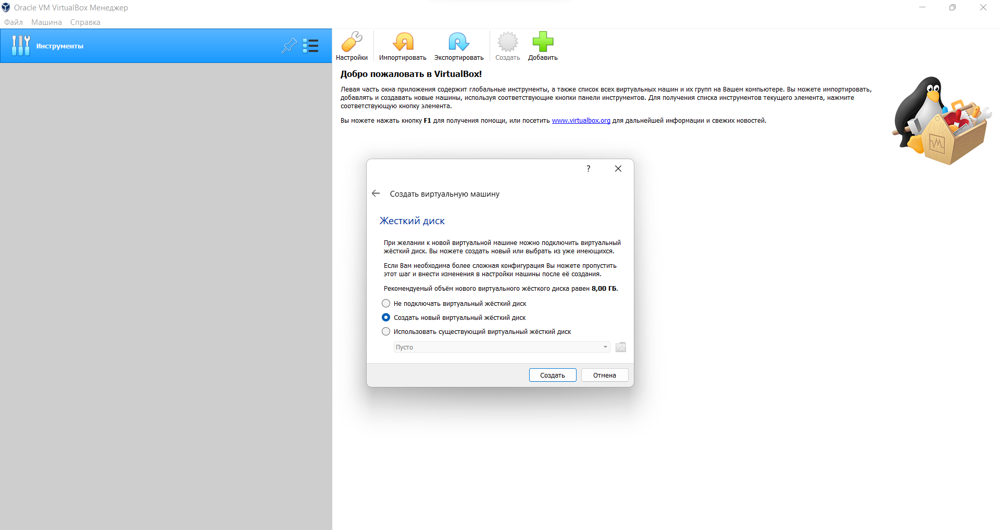 Oracle VM VirtualBox Менеджер
Файл Машина Справка
Инструменты
Настройки Импортировать Экспортировать Создать Добавить
Добро пожаловать в VirtualBox!
Левая часть окна приложения содержит глобальные инструменты, а также список всех виртуальных машин и их групп на Вашем компьютере. Вы можете импортировать,
добавлять и создавать новые машины, используя соответствующие кнопки панели инструментов. Для получения списка инструментов текущего элемента, нажмите
соответствующую кнопку элемента.
Вы можете нажать кнопку F1 для получения помощи, или посетить www.virtualbox.org для дальнейшей информации и свежих новостей.
?
Создать виртуальную машину
Жесткий диск
При желании к новой виртуальной машине можно подключить виртуальный
жёсткий диск. Вы можете создать новый или выбрать из уже имеющихся.
Если Вам необходима более сложная конфигурация Вы можете пропустить
этот шаг и внести изменения в настройки машины после её создания.
Рекомендуемый объём нового виртуального жёсткого диска равен 8,00 ГБ.
Не подключать виртуальный жёсткий диск
Создать новый виртуальный жёсткий диск
Использовать существующий виртуальный жёсткий диск
Пусто
Создать Отмена